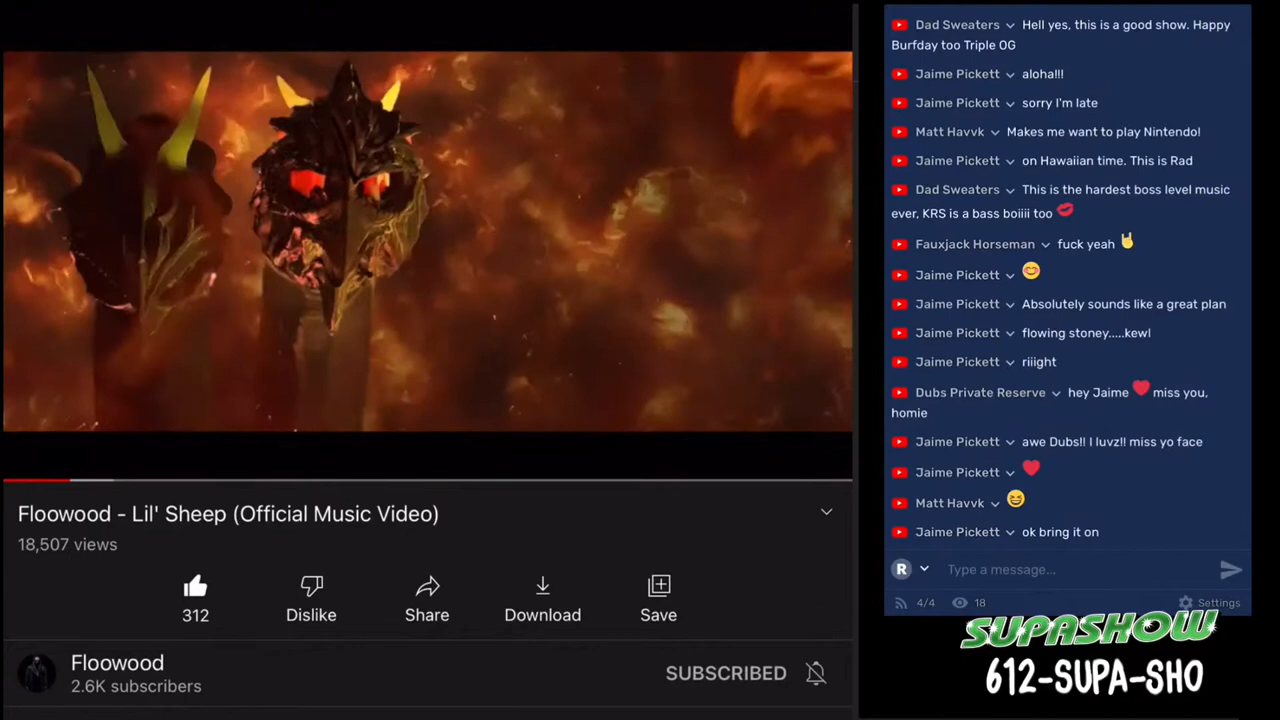 Floowood - Lil' Sheep (Official Music Video)
18,507 views
312
Dislike
Share
Download
Save
Floowood
2.6K subscribers
SUBSCRIBED
Dad Sweaters Hell yes, this is a good show. Happy
Burfday too Triple OG
Jaime Pickett aloha!!!
Jaime Pickett sorry I'm late
Matt Havvk Makes me want to play Nintendo!
Jaime Pickett on Hawaiian time. This is Rad
Dad Sweaters This is the hardest boss level music
ever, KRS is a bass boiiii too 💋
Fauxjack Horseman fuck yeah 🤘
Jaime Pickett 😊
Jaime Pickett Absolutely sounds like a great plan
Jaime Pickett flowing stoney.....kewl
Jaime Pickett riiight
Dubs Private Reserve hey Jaime ❤️ miss you,
homie
Jaime Pickett awe Dubs!! I luvz!! miss yo face
Jaime Pickett ❤️
Matt Havvk 😆
Jaime Pickett ok bring it on
R Type a message...
4/4 18 Settings
SUPASHOW
612-SUPA-SHO